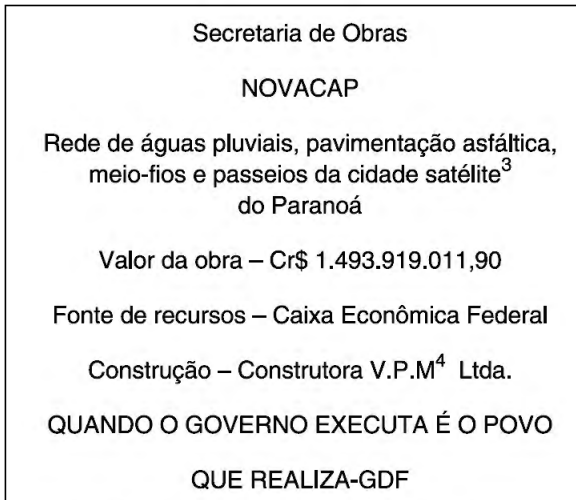 Secretaria de Obras
NOVACAP
Rede de águas pluviais, pavimentação asfáltica,
meio-fios e passeios da cidade satélite³
do Paranoá
Valor da obra – Cr$ 1.493.919.011,90
Fonte de recursos – Caixa Econômica Federal
Construção – Construtora V.P.M⁴ Ltda.
QUANDO O GOVERNO EXECUTA É O POVO
QUE REALIZA-GDF